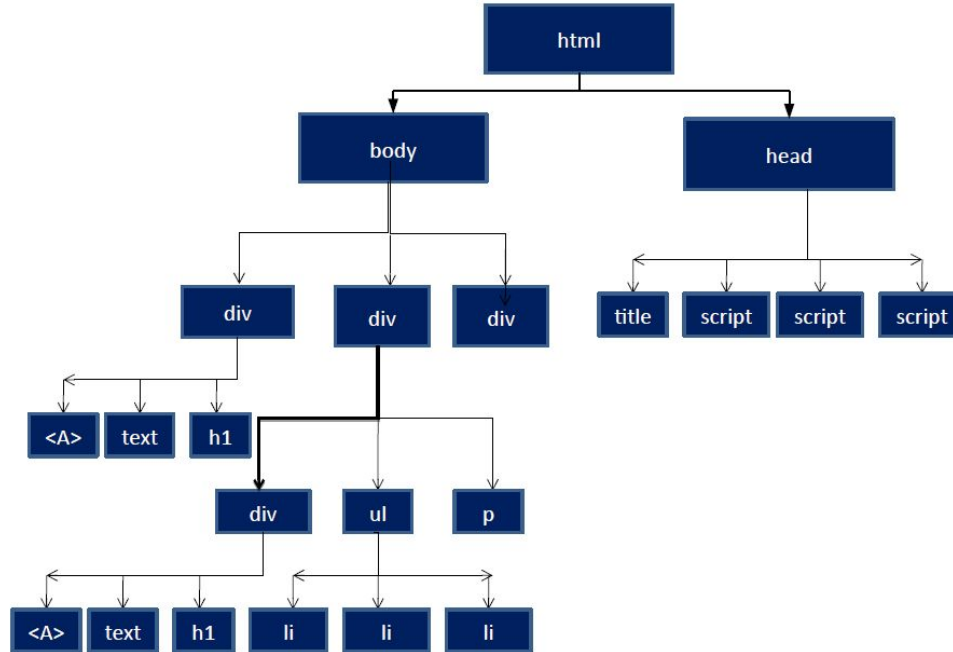 html
body
head
div
div
div
title
script
script
script
<A>
text
h1
div
ul
p
<A>
text
h1
li
li
li